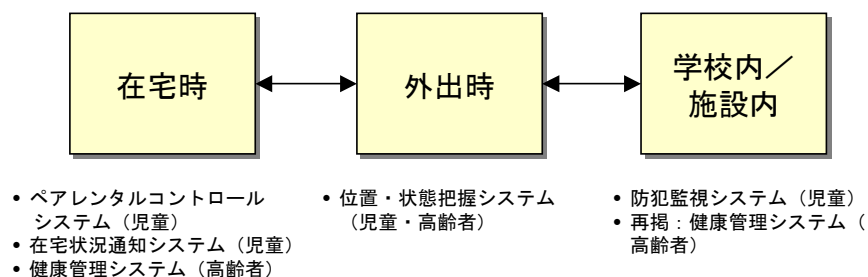 在宅時
外出時
学校内／
施設内
• ペアレンタルコントロール
システム（児童）
• 在宅状況通知システム（児童）
• 健康管理システム（高齢者）
• 位置・状態把握システム
（児童・高齢者）
• 防犯監視システム（児童）
• 再掲：健康管理システム（
高齢者）